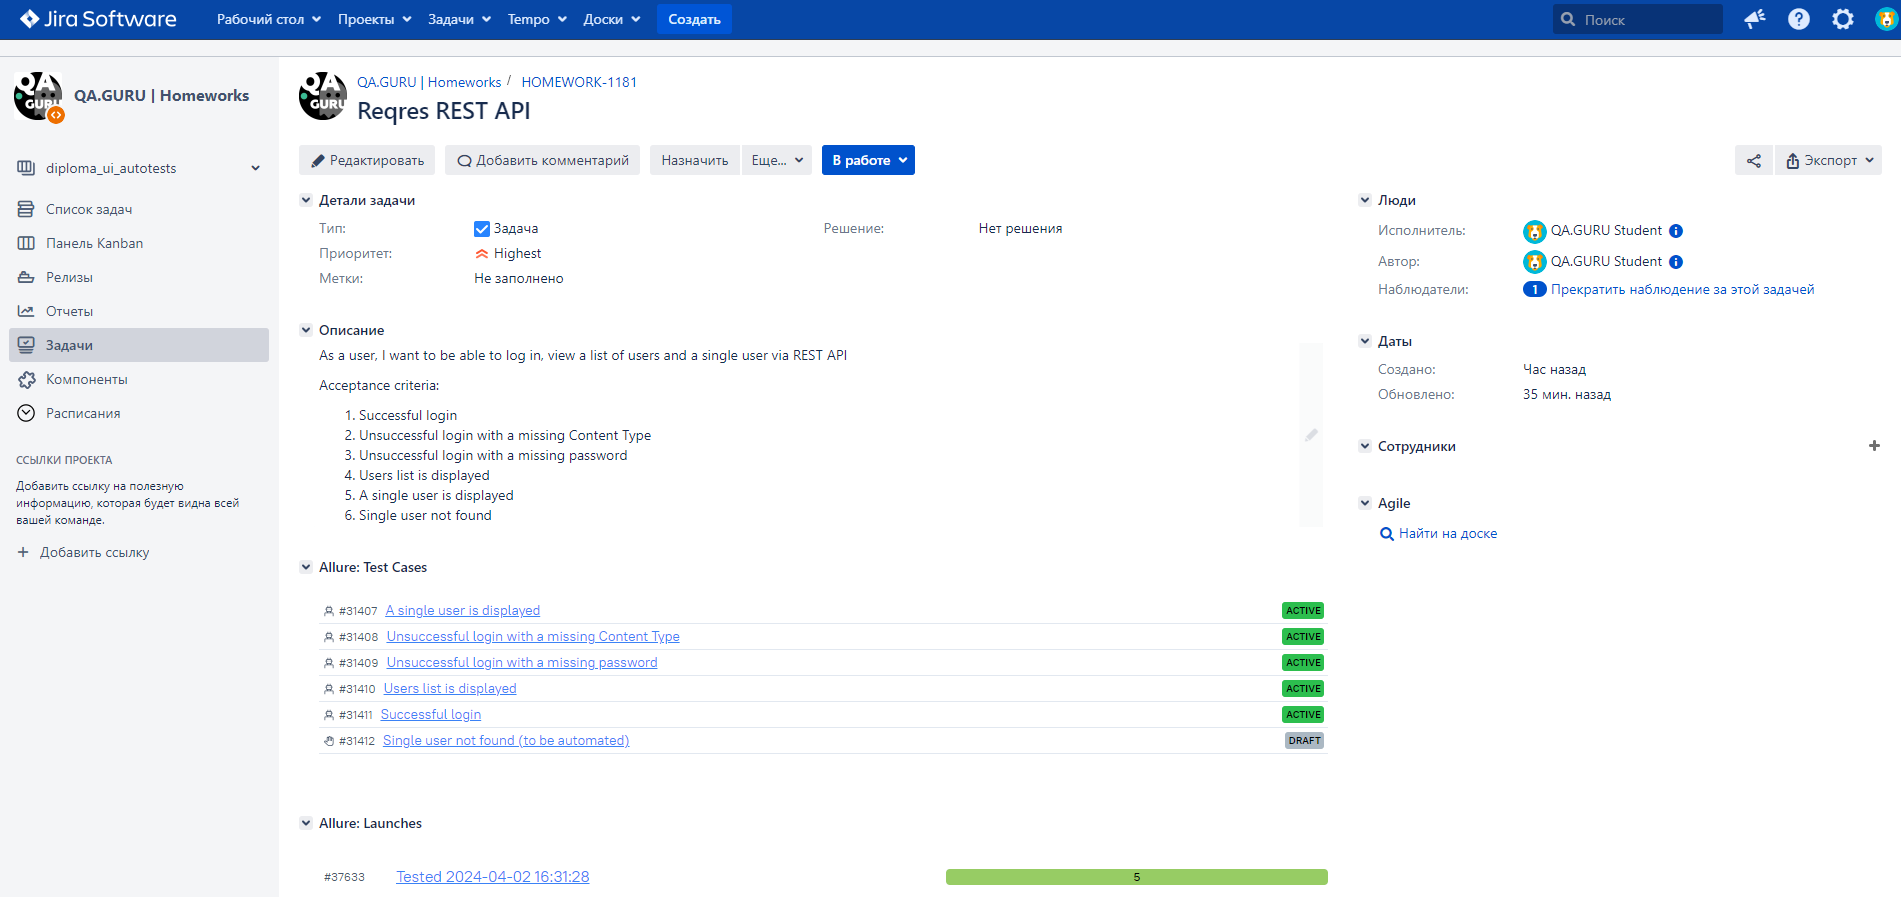 Jira Software
Рабочий стол Проекты Задачи Tempo Доски Создать Поиск
QA GURU
QA.GURU | Homeworks
diploma_ui_autotests
Список задач
Панель Kanban
Релизы
Отчеты
Задачи
Компоненты
Расписания
ССЫЛКИ ПРОЕКТА
Добавить ссылку на полезную
информацию, которая будет видна всей
вашей команде.
+ Добавить ссылку
QA GURU
QA.GURU | Homeworks / HOMEWORK-1181
Reqres REST API
Редактировать Добавить комментарий Назначить Еще... В работе Экспорт
Детали задачи
Тип: Задача Решение: Нет решения
Приоритет: Highest
Метки: Не заполнено
Описание
As a user, I want to be able to log in, view a list of users and a single user via REST API
Acceptance criteria:
1. Successful login
2. Unsuccessful login with a missing Content Type
3. Unsuccessful login with a missing password
4. Users list is displayed
5. A single user is displayed
6. Single user not found
Allure: Test Cases
#31407 A single user is displayed ACTIVE
#31408 Unsuccessful login with a missing Content Type ACTIVE
#31409 Unsuccessful login with a missing password ACTIVE
#31410 Users list is displayed ACTIVE
#31411 Successful login ACTIVE
#31412 Single user not found (to be automated) DRAFT
Allure: Launches
#37633 Tested 2024-04-02 16:31:28 5
Люди
Исполнитель: QA.GURU Student
Автор: QA.GURU Student
Наблюдатели: 1 Прекратить наблюдение за этой задачей
Даты
Создано: Час назад
Обновлено: 35 мин. назад
Сотрудники
Agile
Найти на доске